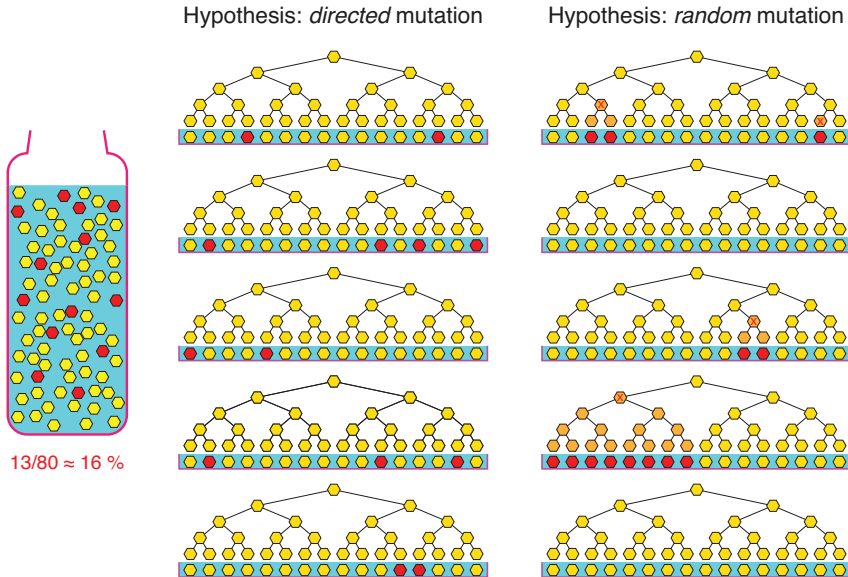 Hypothesis: directed mutation
Hypothesis: random mutation
x
x
x
x
13/80 ≈ 16 %